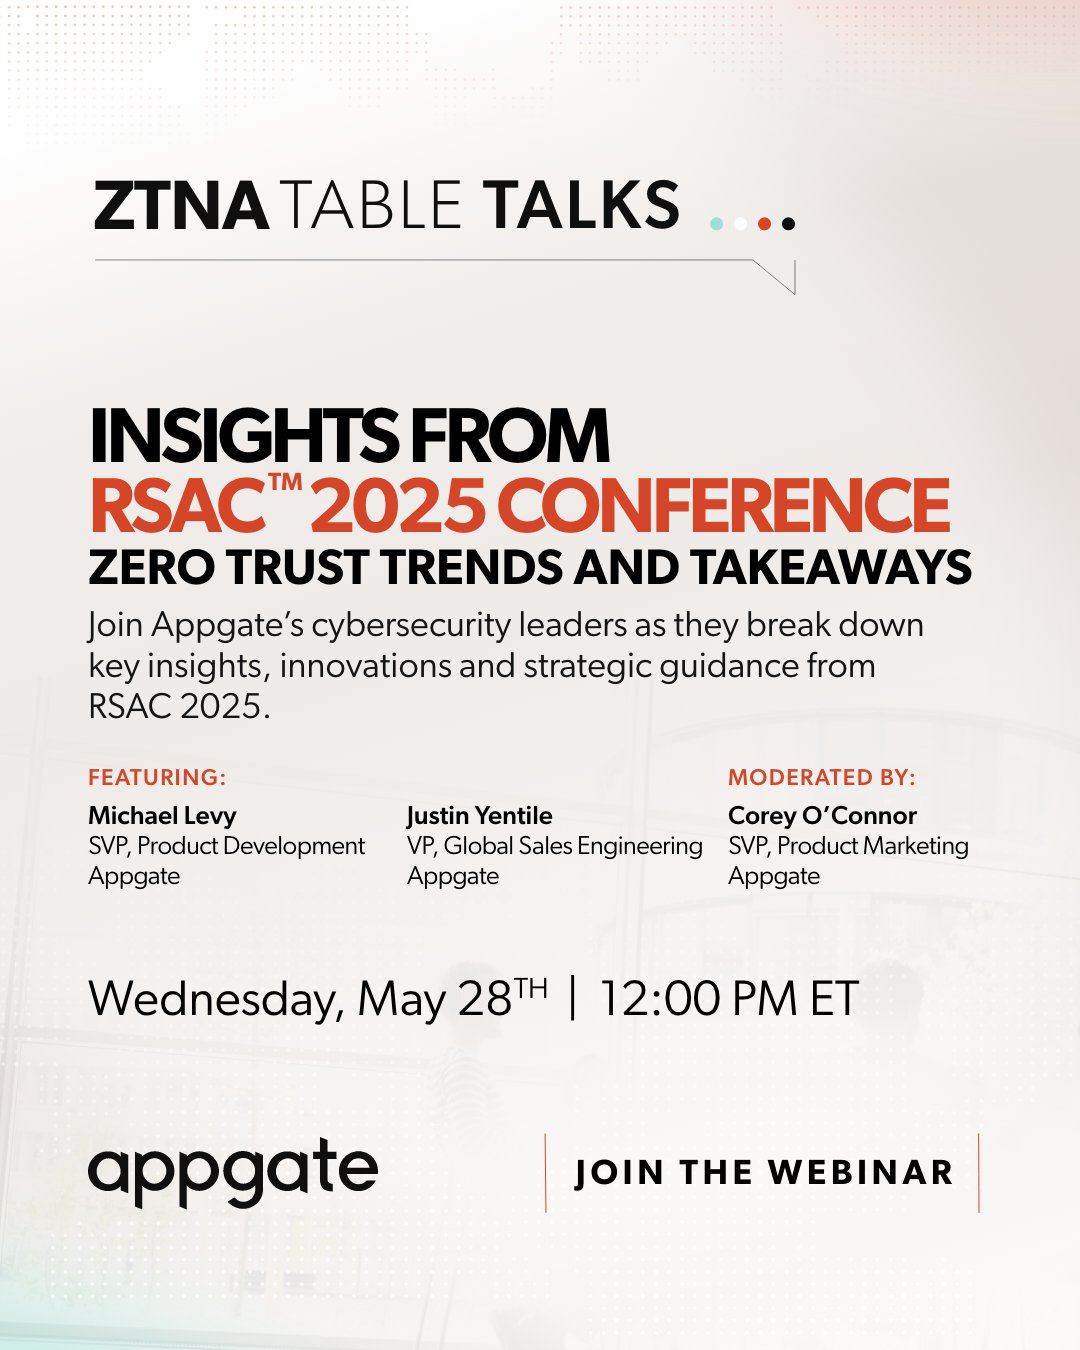 ZTNA TABLE TALKS
INSIGHTS FROM
RSAC™ 2025 CONFERENCE
ZERO TRUST TRENDS AND TAKEAWAYS
Join Appgate’s cybersecurity leaders as they break down
key insights, innovations and strategic guidance from
RSAC 2025.
FEATURING:
Michael Levy
SVP, Product Development
Appgate
Justin Yentile
VP, Global Sales Engineering
Appgate
MODERATED BY:
Corey O’Connor
SVP, Product Marketing
Appgate
Wednesday, May 28TH | 12:00 PM ET
appgate
JOIN THE WEBINAR